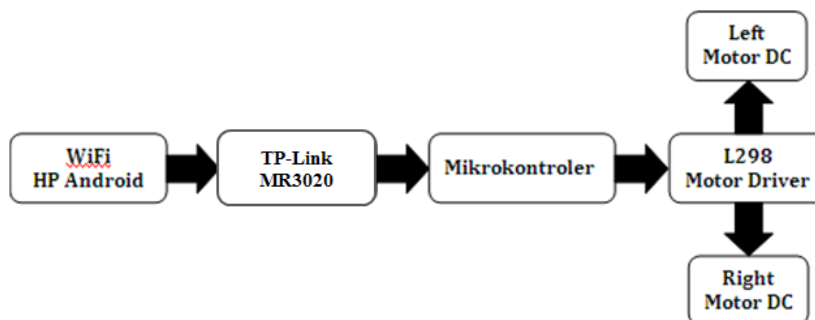 Left
Motor DC
WiFi
HP Android
TP-Link
MR3020
Mikrokontroler
L298
Motor Driver
Right
Motor DC